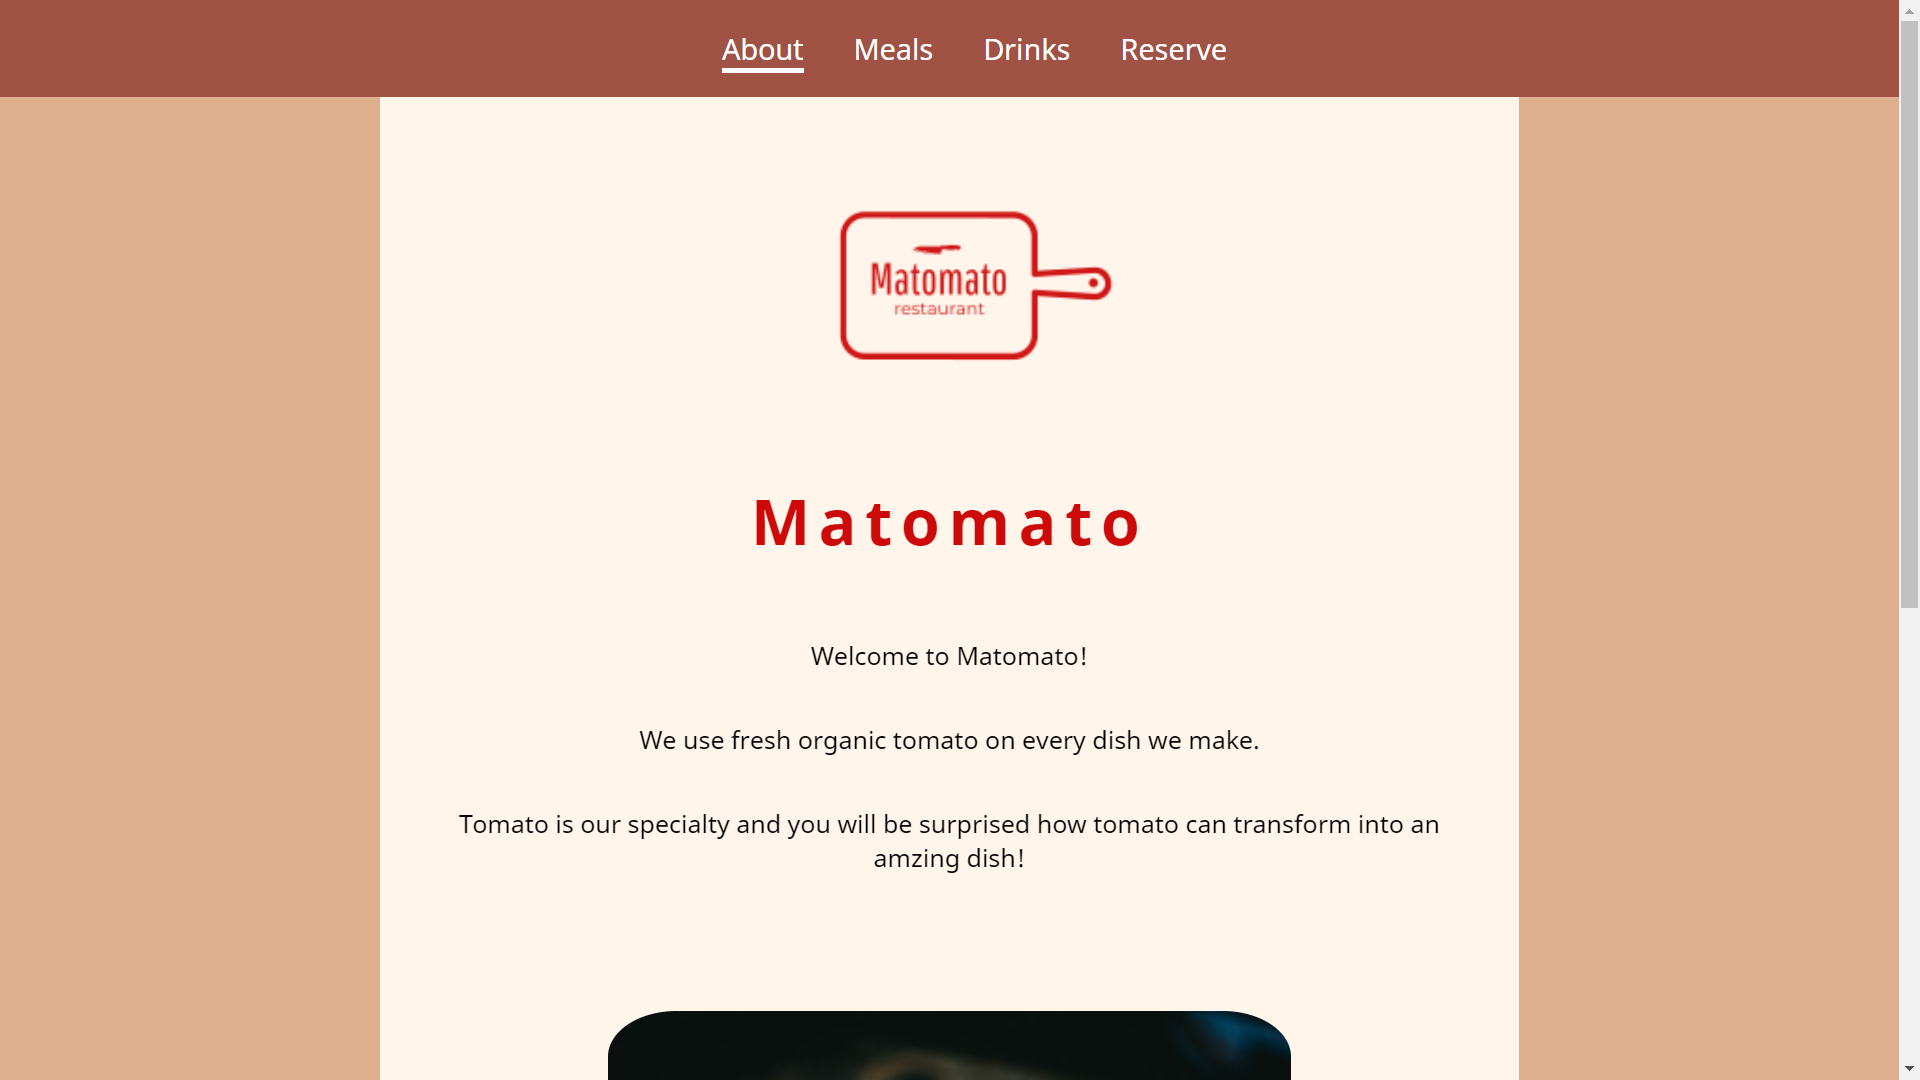 About Meals Drinks Reserve
Matomato
restaurant
Matomato
Welcome to Matomato!
We use fresh organic tomato on every dish we make.
Tomato is our specialty and you will be surprised how tomato can transform into an
amzing dish!